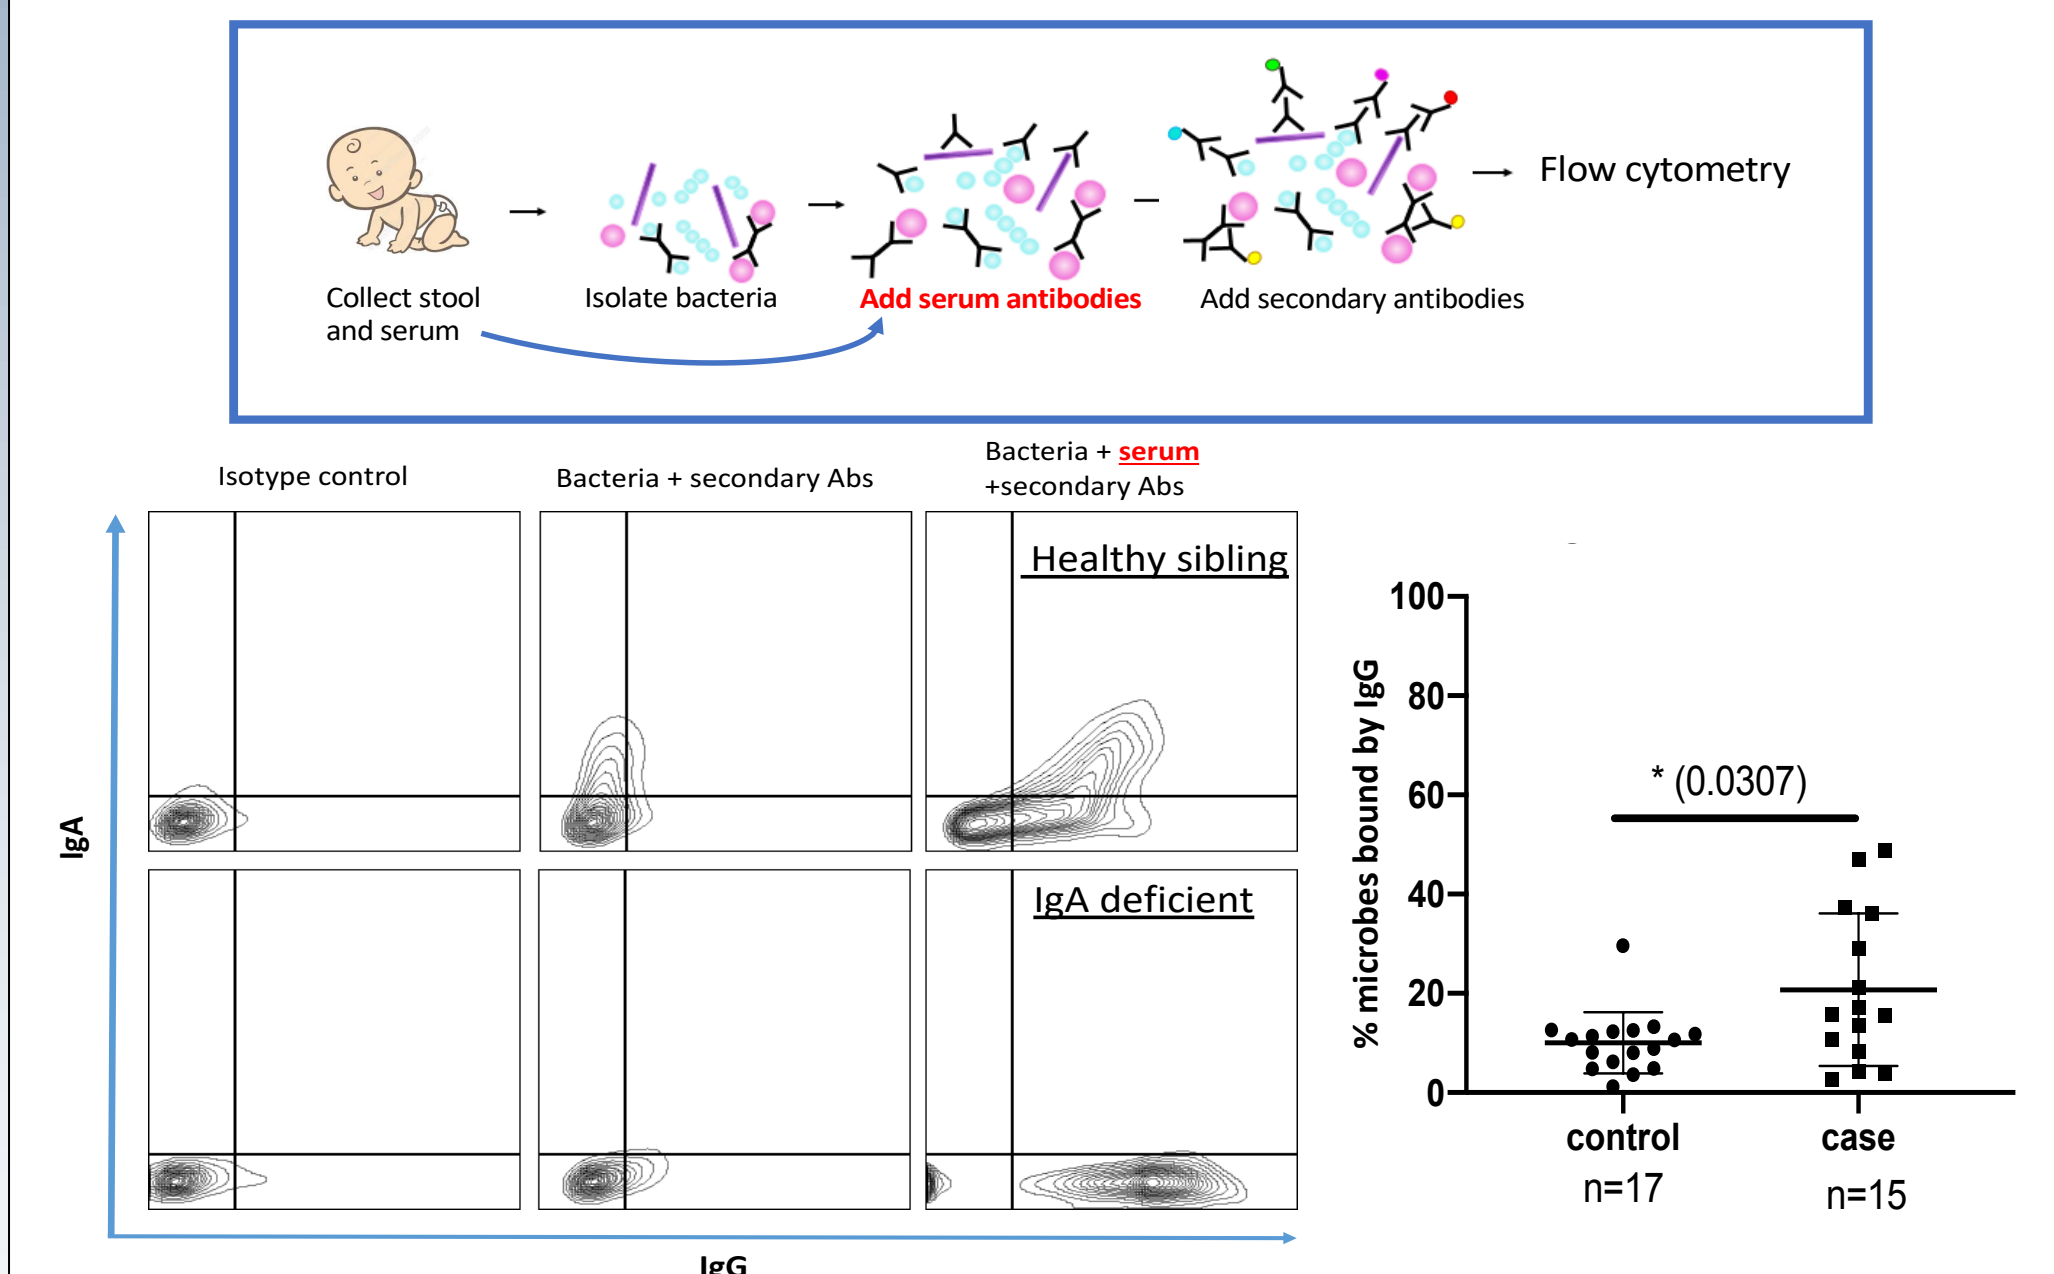 Collect stool
and serum
Isolate bacteria
Add serum antibodies
Add secondary antibodies
Flow cytometry
Isotype control
Bacteria + secondary Abs
Bacteria + serum
+secondary Abs
Healthy sibling
IgA deficient
IgA
IgG
% microbes bound by IgG
100
80
60
40
20
0
* (0.0307)
control
case
n=17
n=15